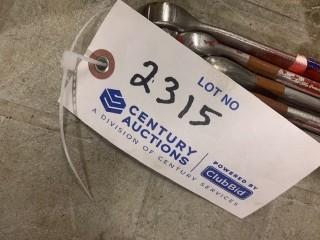 LOT NO
2315
CENTURY
AUCTIONS
A DIVISION OF CENTURY SERVICES
POWERED BY
ClubBid